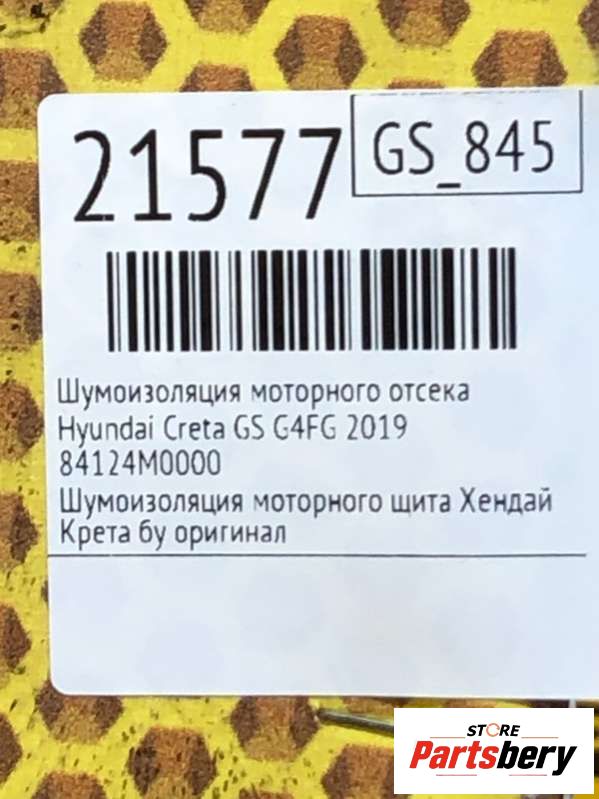 21577
GS_845
Шумоизоляция моторного отсека
Hyundai Creta GS G4FG 2019
84124M0000
Шумоизоляция моторного щита Хендай
Крета бу оригинал
STORE
Partsbery